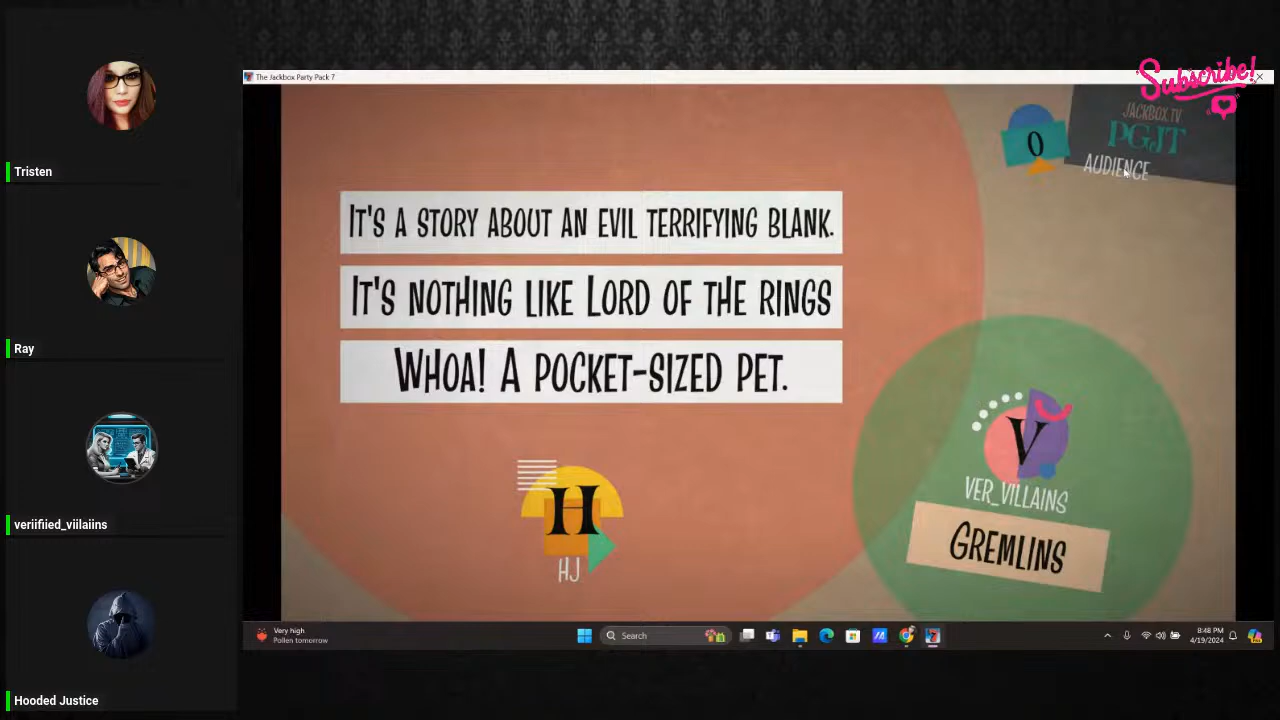 Tristen
Ray
veriified_viilaiins
Hooded Justice
The Jackbox Party Pack 7
Subscribe!
JACKBOX.TV
PGJT
0
AUDIENCE
IT'S A STORY ABOUT AN EVIL TERRIFYING BLANK.
IT'S NOTHING LIKE LORD OF THE RINGS
WHOA! A POCKET-SIZED PET.
H
HJ
V
VER_VILLAINS
GREMLINS
Very high
Pollen tomorrow
Search
8:48 PM
4/19/2024